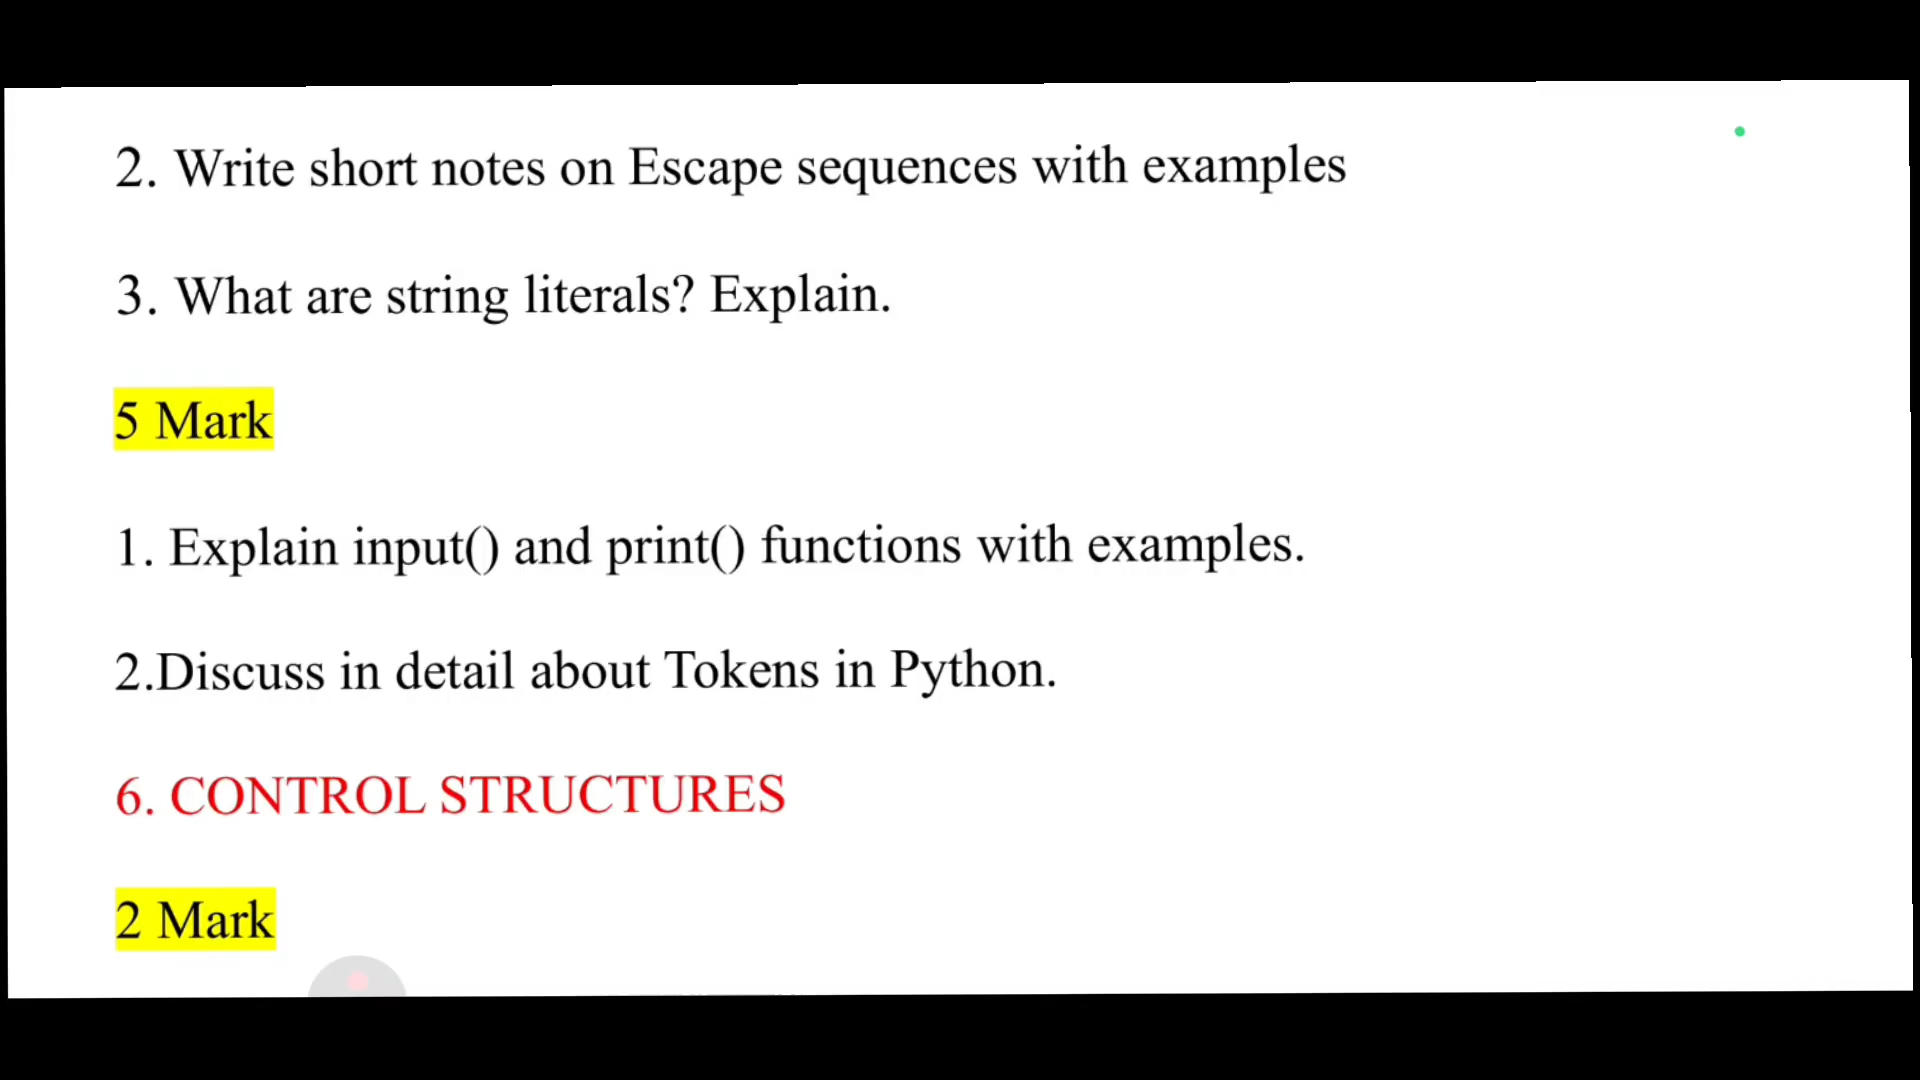 2. Write short notes on Escape sequences with examples
3. What are string literals? Explain.
5 Mark
1. Explain input() and print() functions with examples.
2.Discuss in detail about Tokens in Python.
6. CONTROL STRUCTURES
2 Mark